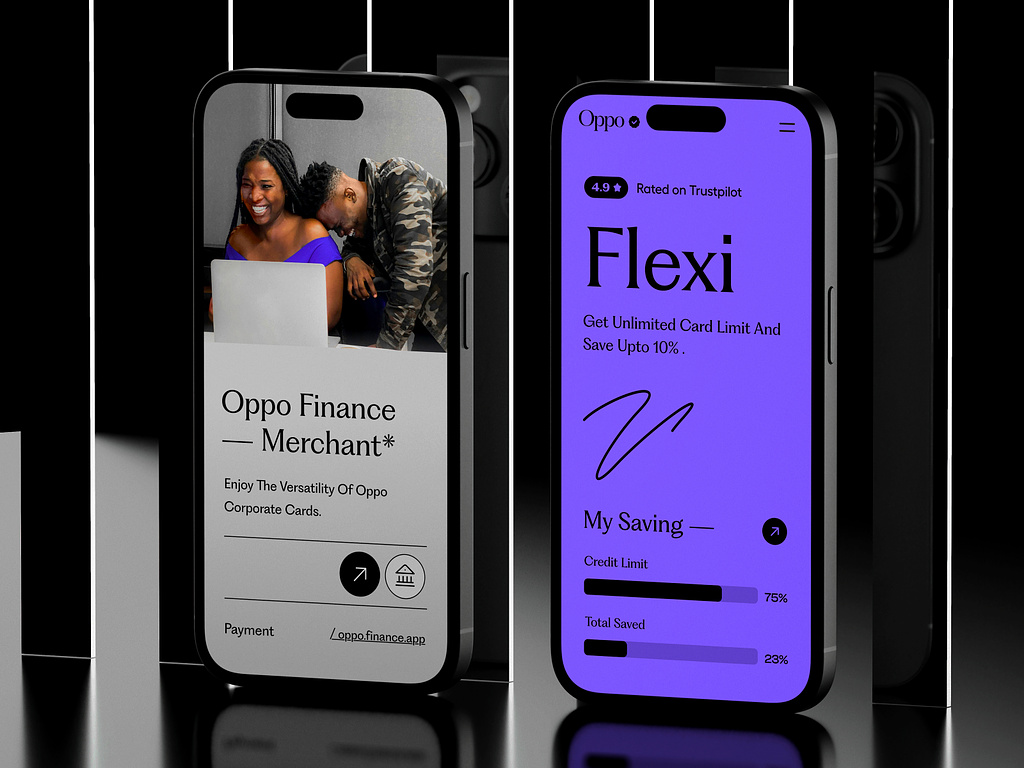 Oppo Finance
— Merchant*
Enjoy The Versatility Of Oppo
Corporate Cards.
Payment
/ oppo.finance.app
Oppo
4.9 ★
Rated on Trustpilot
Flexi
Get Unlimited Card Limit And
Save Upto 10% .
My Saving —
Credit Limit
75%
Total Saved
23%